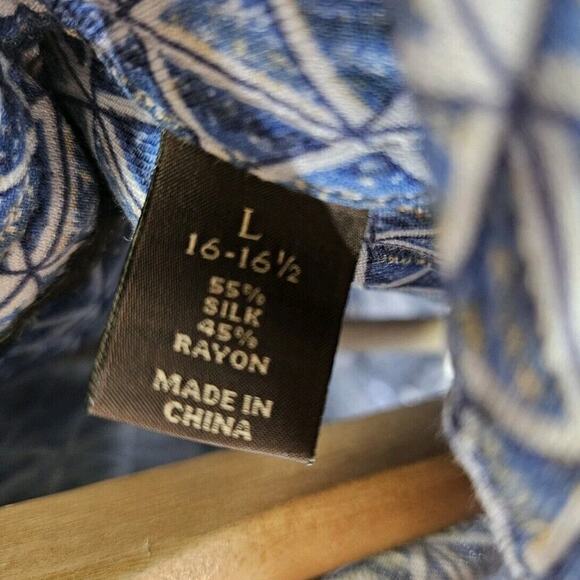 L
16-16½
55%
SILK
45%
RAYON
MADE IN
CHINA